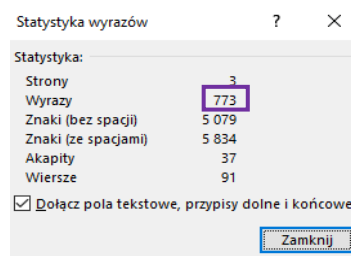 Statystyka wyrazów ? ✕
Statystyka:
Strony 3
Wyrazy 773
Znaki (bez spacji) 5 079
Znaki (ze spacjami) 5 834
Akapity 37
Wiersze 91
Dołącz pola tekstowe, przypisy dolne i końcowe
Zamknij